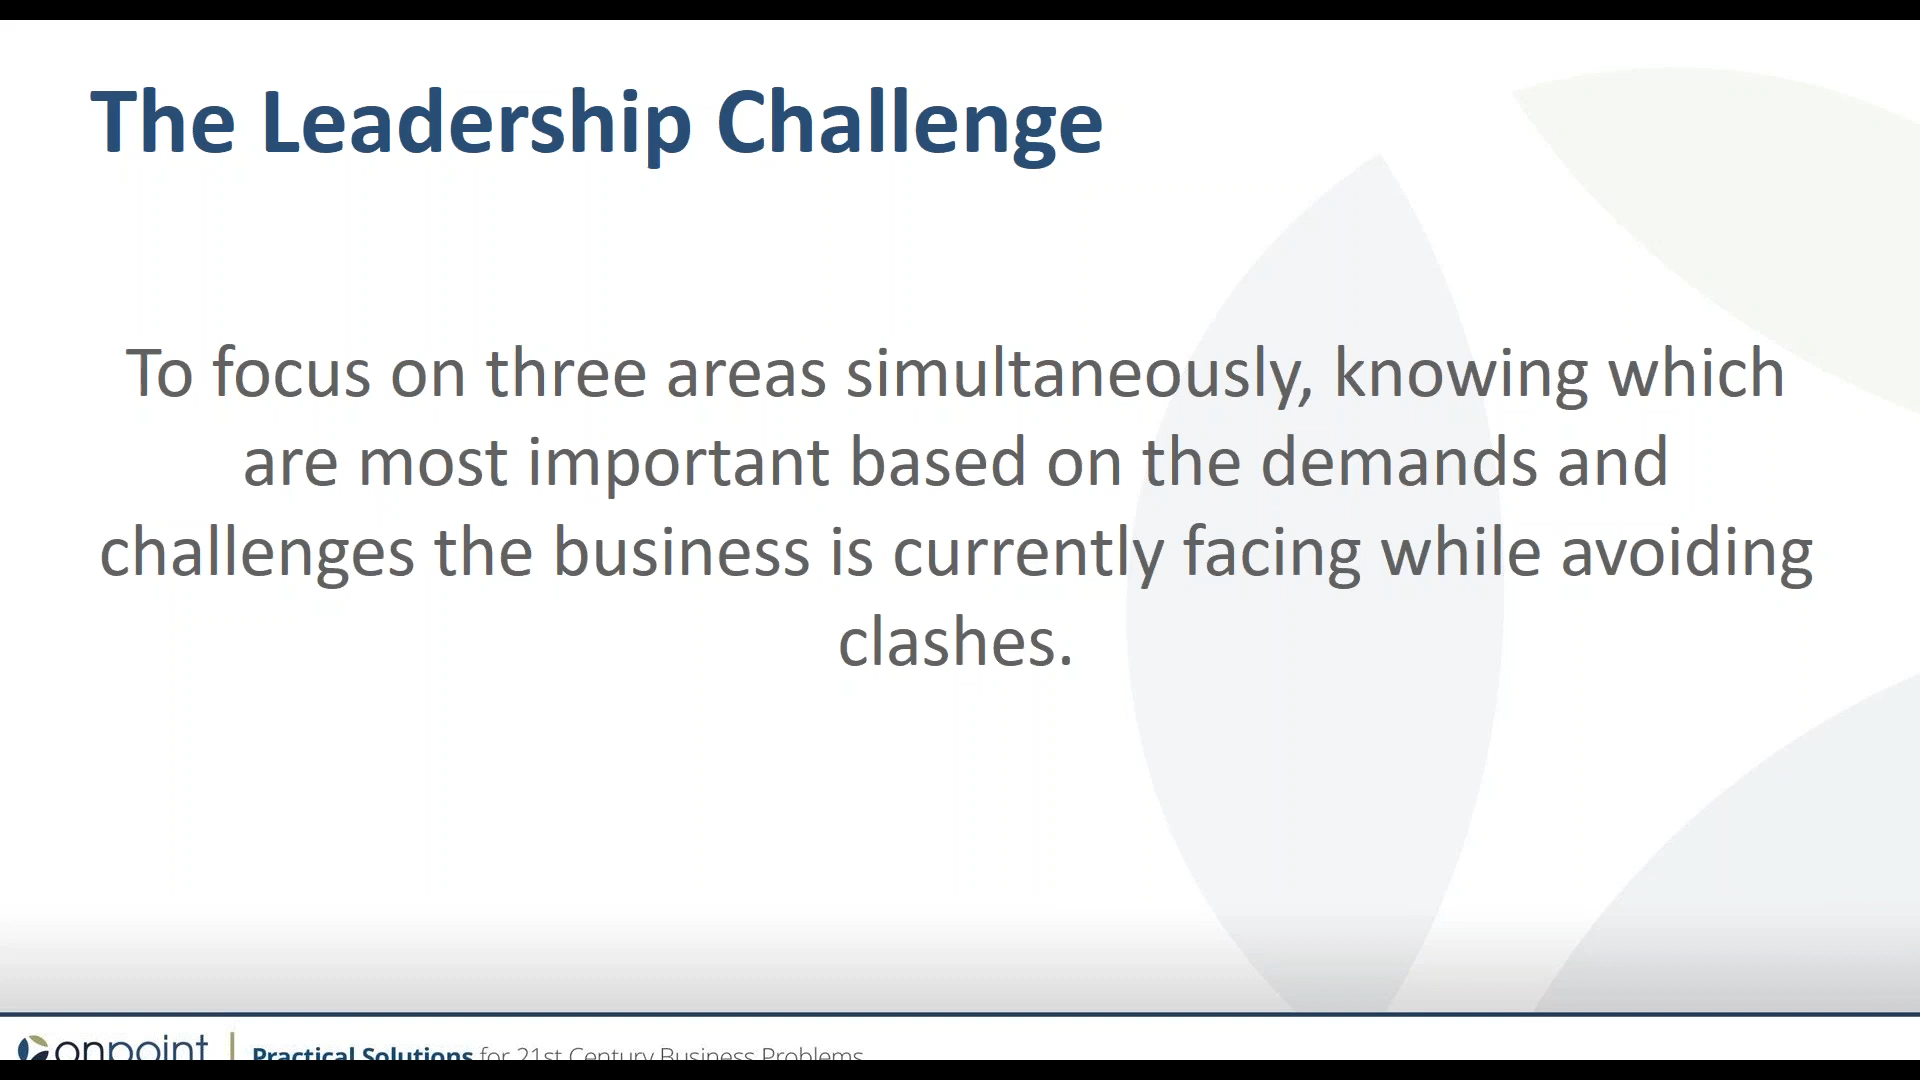 The Leadership Challenge
To focus on three areas simultaneously, knowing which
are most important based on the demands and
challenges the business is currently facing while avoiding
clashes.
onpoint | Practical Solutions for 21st Century Business Problems